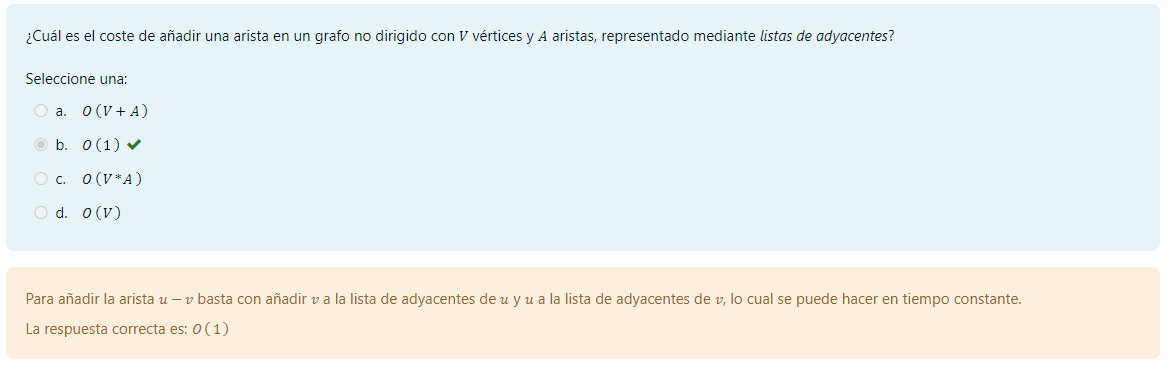 ¿Cuál es el coste de añadir una arista en un grafo no dirigido con V vértices y A aristas, representado mediante listas de adyacentes?
Seleccione una:
a. O(V + A)
b. O(1) ✔
c. O(V * A)
d. O(V)
Para añadir la arista u − v basta con añadir v a la lista de adyacentes de u y u a la lista de adyacentes de v, lo cual se puede hacer en tiempo constante.
La respuesta correcta es: O(1)